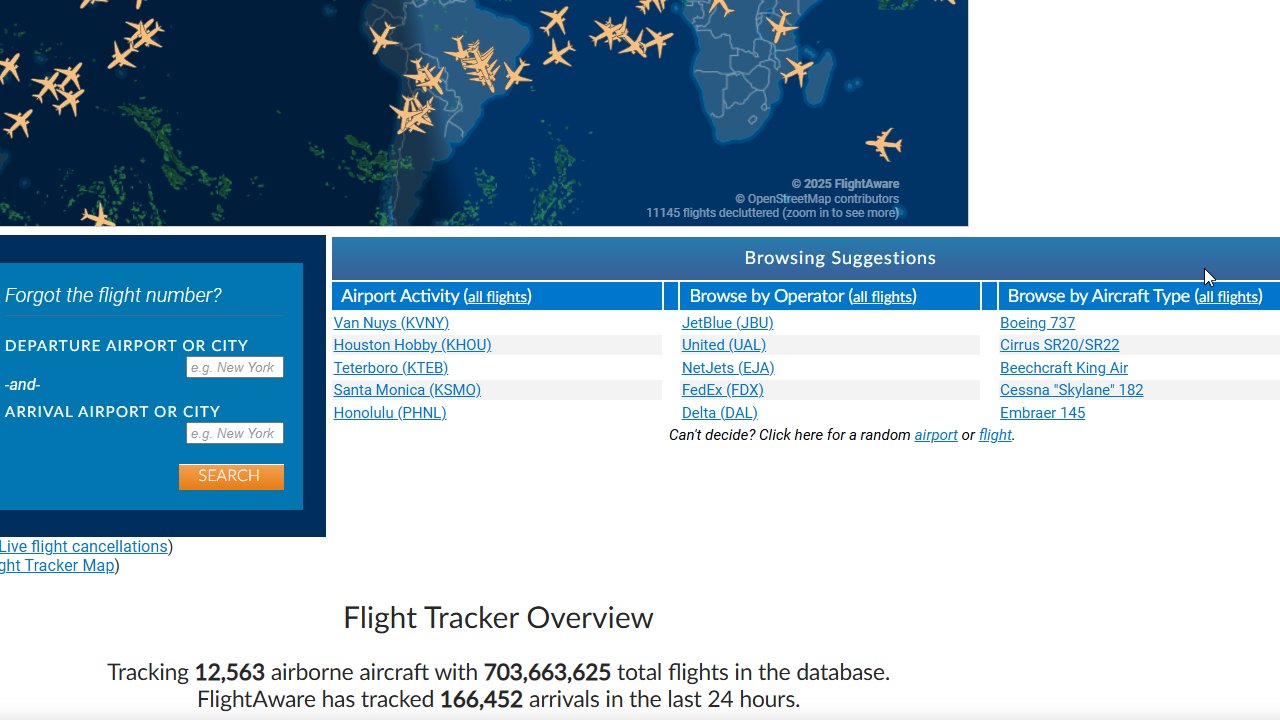 © 2025 FlightAware
© OpenStreetMap contributors
11145 flights decluttered (zoom in to see more)
Forgot the flight number?
DEPARTURE AIRPORT OR CITY
e.g. New York
-and-
ARRIVAL AIRPORT OR CITY
e.g. New York
SEARCH
Live flight cancellations)
ght Tracker Map)
Browsing Suggestions
Airport Activity (all flights)
Van Nuys (KVNY)
Houston Hobby (KHOU)
Teterboro (KTEB)
Santa Monica (KSMO)
Honolulu (PHNL)
Browse by Operator (all flights)
JetBlue (JBU)
United (UAL)
NetJets (EJA)
FedEx (FDX)
Delta (DAL)
Browse by Aircraft Type (all flights)
Boeing 737
Cirrus SR20/SR22
Beechcraft King Air
Cessna "Skylane" 182
Embraer 145
Can't decide? Click here for a random airport or flight.
Flight Tracker Overview
Tracking 12,563 airborne aircraft with 703,663,625 total flights in the database.
FlightAware has tracked 166,452 arrivals in the last 24 hours.